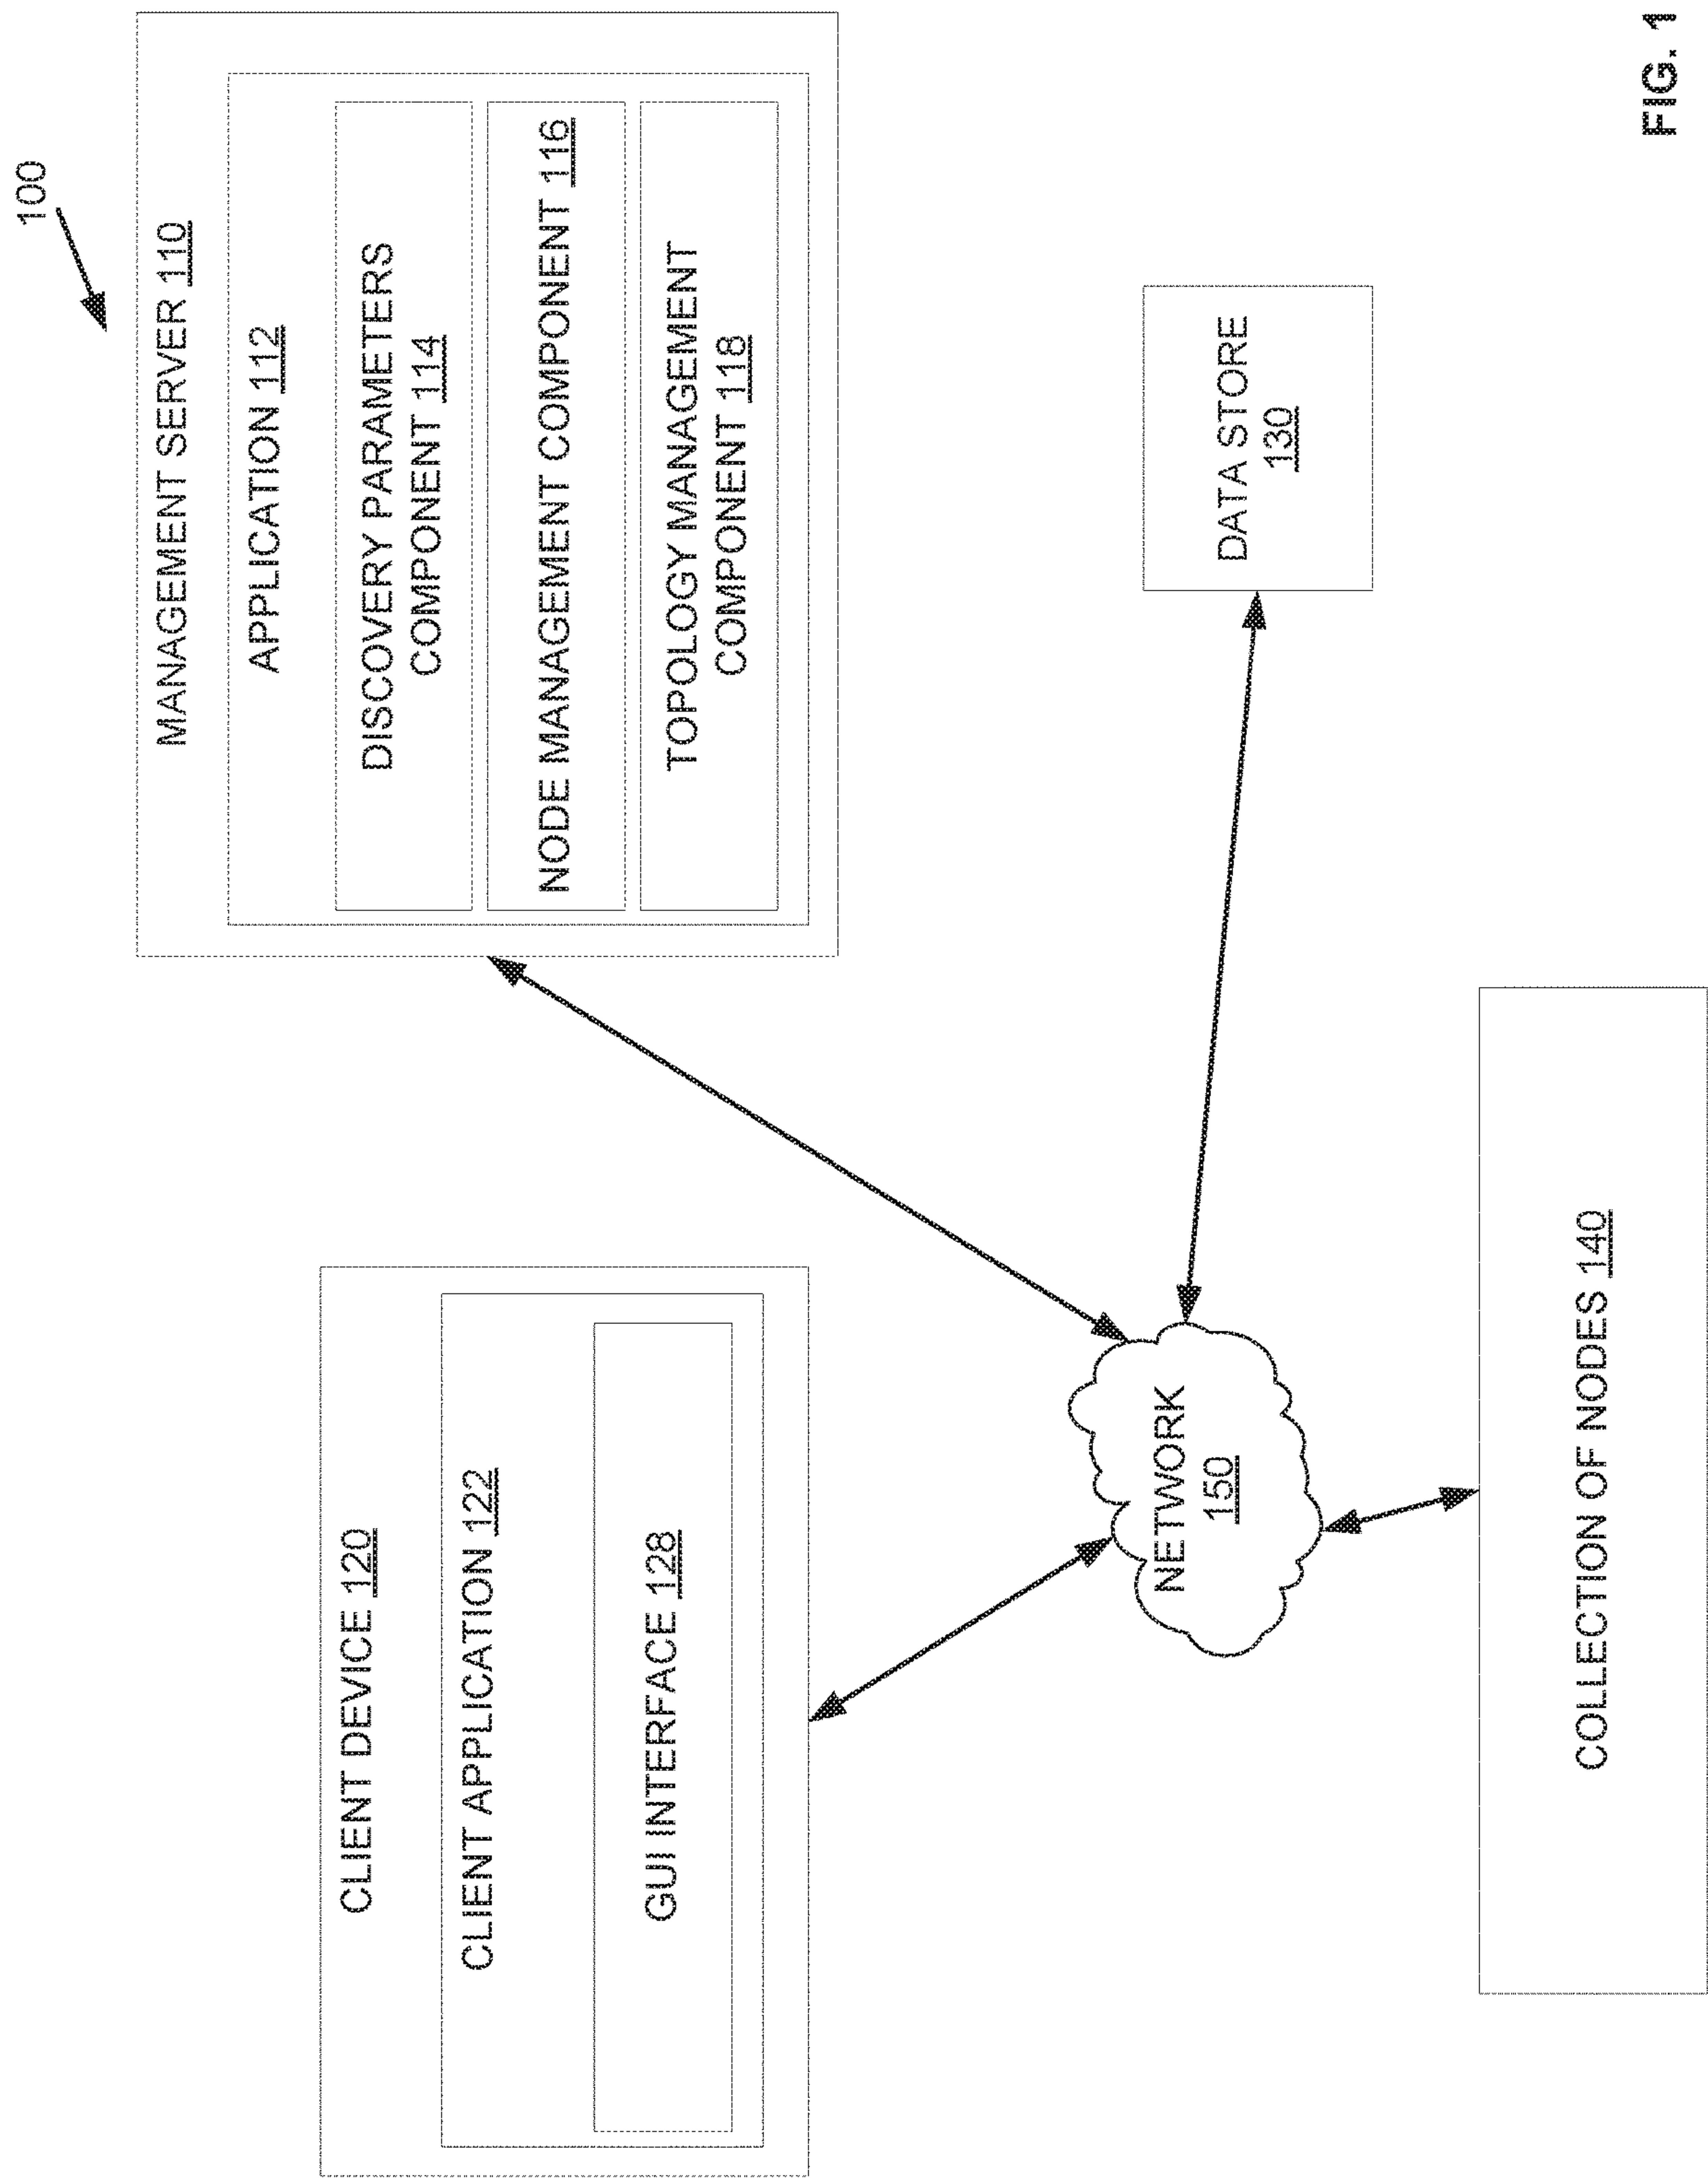 100
CLIENT DEVICE 120
CLIENT APPLICATION 122
GUI INTERFACE 128
MANAGEMENT SERVER 110
APPLICATION 112
DISCOVERY PARAMETERS
COMPONENT 114
NODE MANAGEMENT COMPONENT 116
TOPOLOGY MANAGEMENT
COMPONENT 118
NETWORK
150
DATA STORE
130
COLLECTION OF NODES 140
FIG. 1